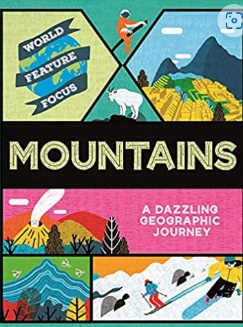 WORLD
FEATURE
FOCUS
MOUNTAINS
A DAZZLING
GEOGRAPHIC
JOURNEY